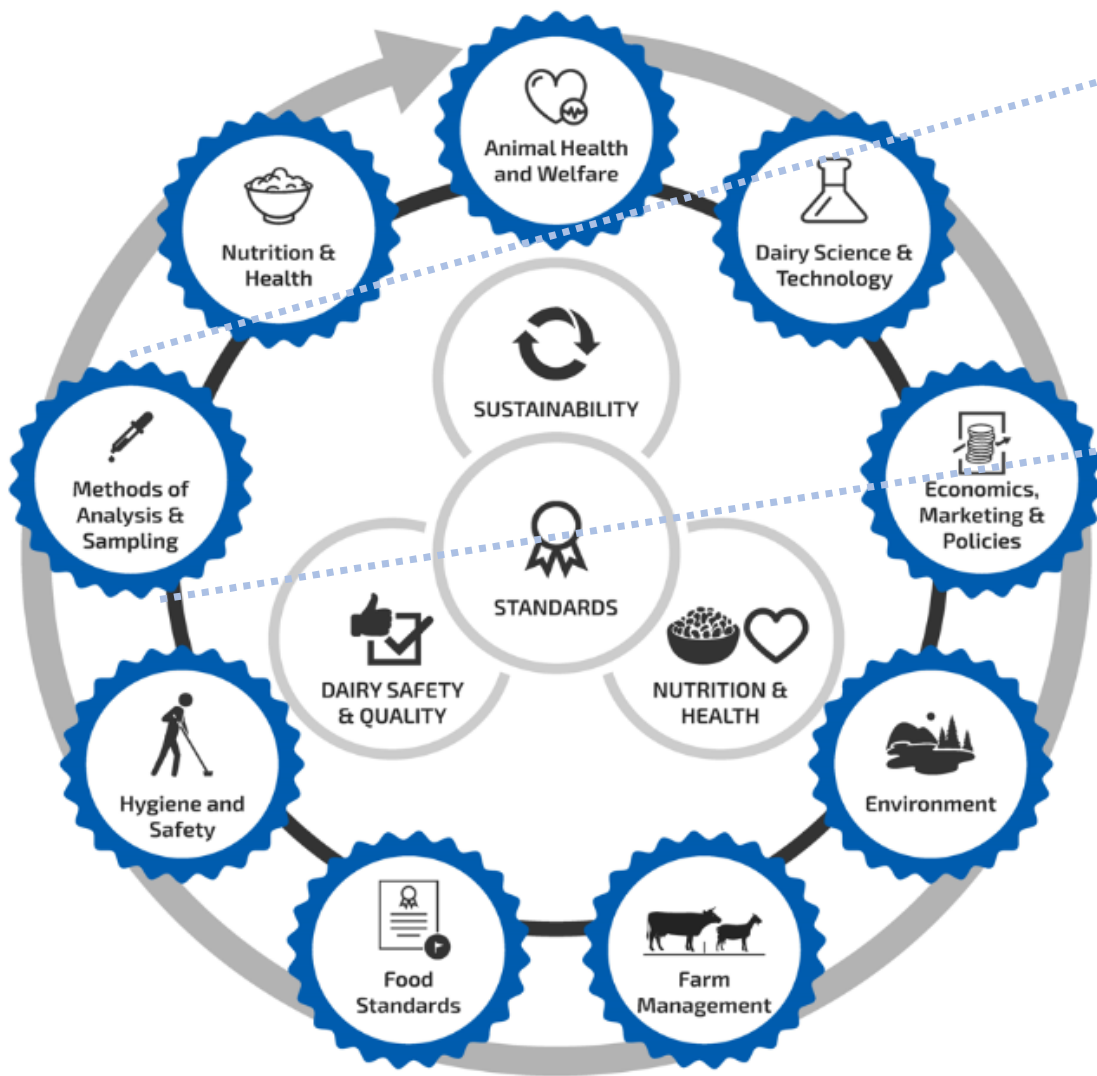 Animal Health
and Welfare
Dairy Science &
Technology
Economics,
Marketing &
Policies
Environment
Farm
Management
Food
Standards
Hygiene and
Safety
Methods of
Analysis &
Sampling
Nutrition &
Health
SUSTAINABILITY
STANDARDS
DAIRY SAFETY
& QUALITY
NUTRITION &
HEALTH